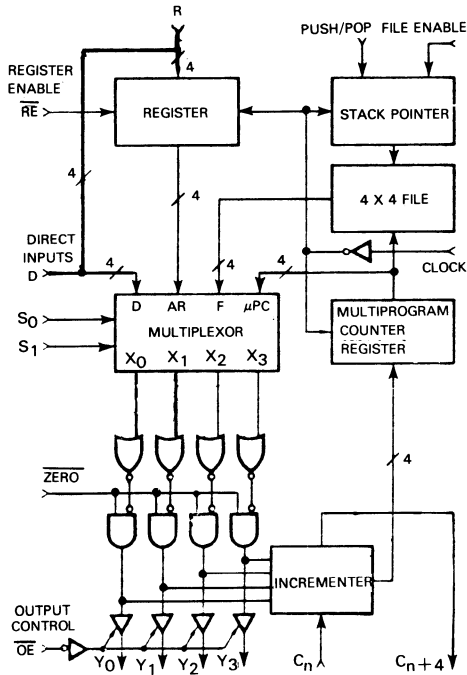 R
PUSH/POP FILE ENABLE
4
REGISTER
ENABLE
RE
REGISTER
STACK POINTER
4
4
4 X 4 FILE
DIRECT
INPUTS
D
4
4
4
CLOCK
D AR F μPC
MULTIPLEXOR
X0 X1 X2 X3
S0
S1
MULTIPROGRAM
COUNTER
REGISTER
4
ZERO
INCREMENTER
OUTPUT
CONTROL
OE
Y0 Y1 Y2 Y3
Cn
Cn+4